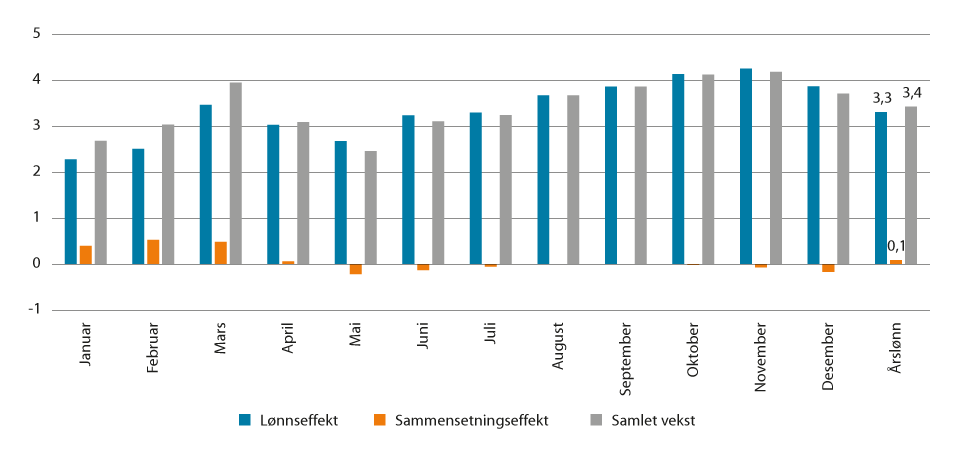 5
4
3
2
1
0
-1
3,3
3,4
0,1
Januar
Februar
Mars
April
Mai
Juni
Juli
August
September
Oktober
November
Desember
Årslønn
Lønnseffekt
Sammensetningseffekt
Samlet vekst